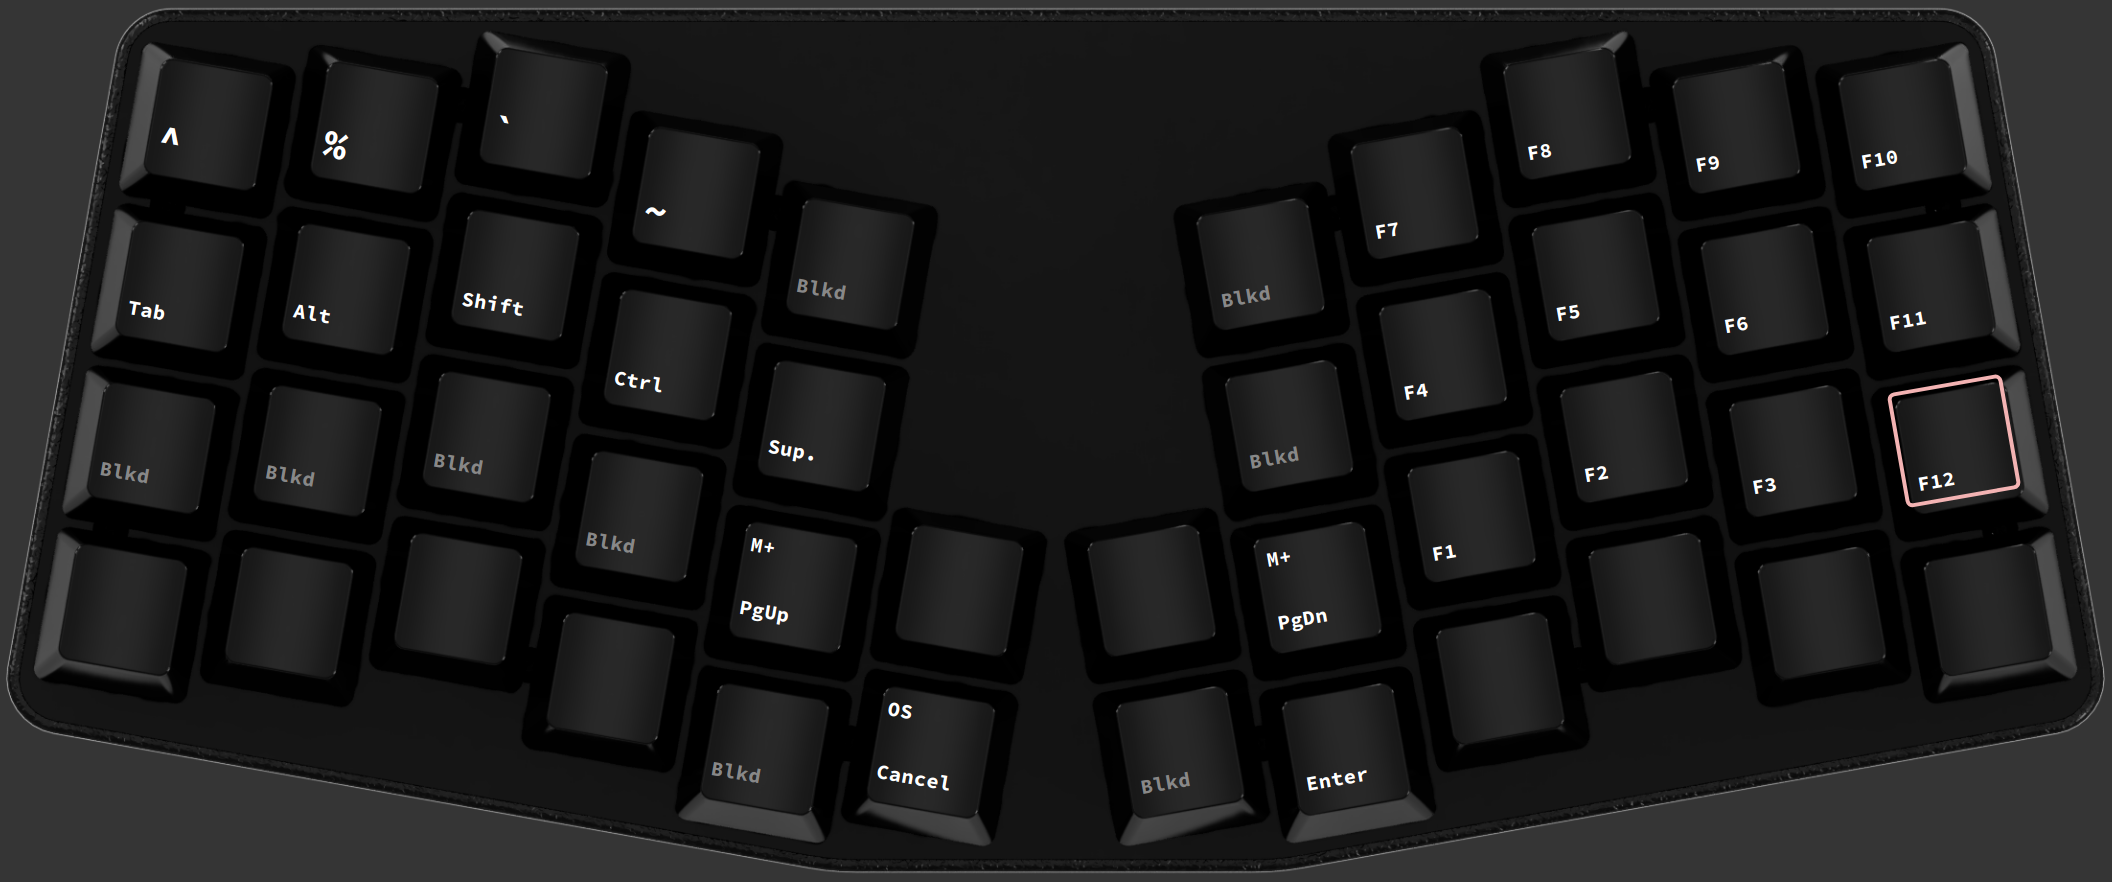 ^
%
`
~
Blkd
Blkd
F7
F8
F9
F10
Tab
Alt
Shift
Ctrl
Sup.
Blkd
F4
F5
F6
F11
Blkd
Blkd
Blkd
Blkd
M+
PgUp
M+
PgDn
F1
F2
F3
F12
Blkd
OS
Cancel
Blkd
Enter